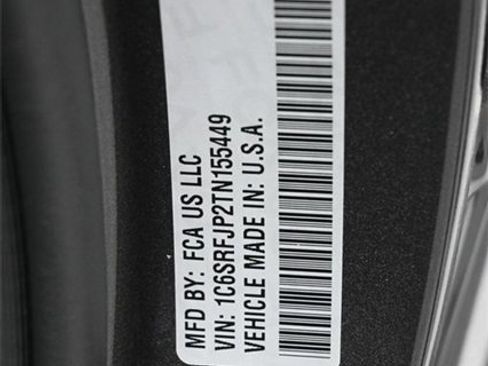 MFD BY: FCA US LLC
VIN: 1C6SRFJP2TN155449
VEHICLE MADE IN: U.S.A.